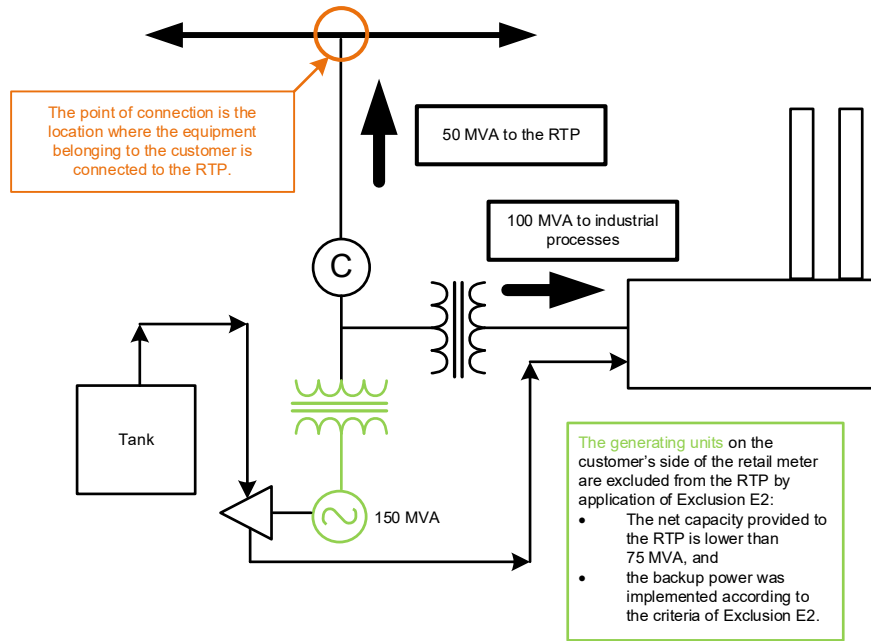 The point of connection is the
location where the equipment
belonging to the customer is
connected to the RTP.
50 MVA to the RTP
100 MVA to industrial
processes
C
Tank
150 MVA
The generating units on the
customer's side of the retail meter
are excluded from the RTP by
application of Exclusion E2:
• The net capacity provided to
the RTP is lower than
75 MVA, and
• the backup power was
implemented according to
the criteria of Exclusion E2.